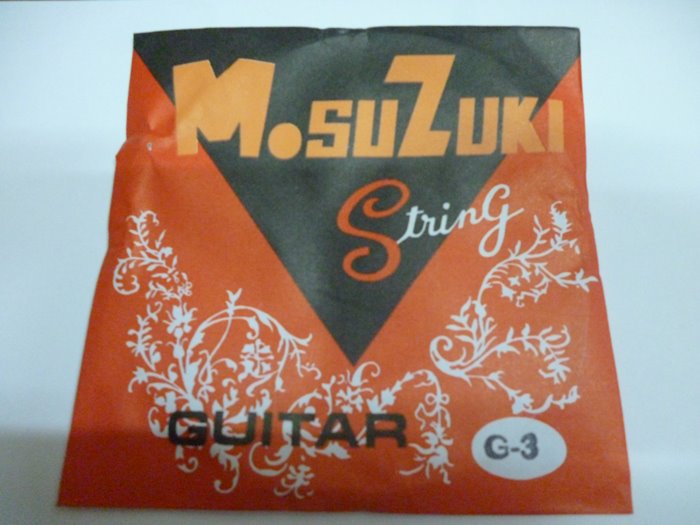 M.SUZUKI
String
GUITAR
G-3